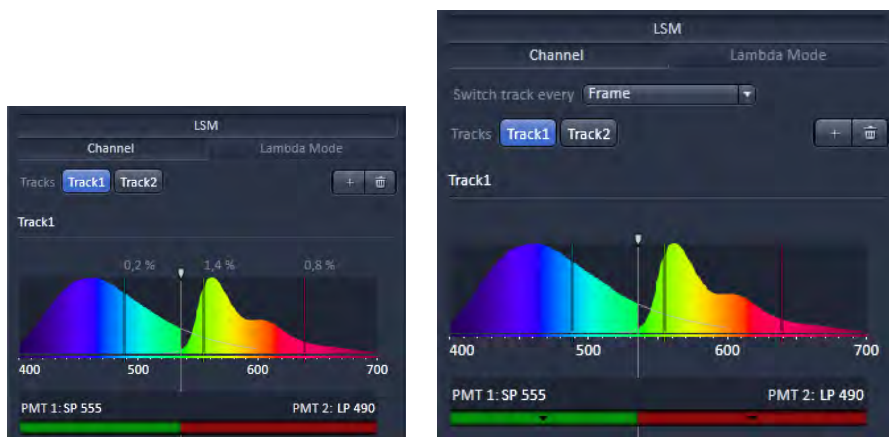 LSM
Channel Lambda Mode
Tracks Track1 Track2 +
Track1
0,2 % 1,4 % 0,8 %
400 500 600 700
PMT 1: SP 555 PMT 2: LP 490
LSM
Channel Lambda Mode
Switch track every Frame
Tracks Track1 Track2 +
Track1
400 500 600 700
PMT 1: SP 555 PMT 2: LP 490